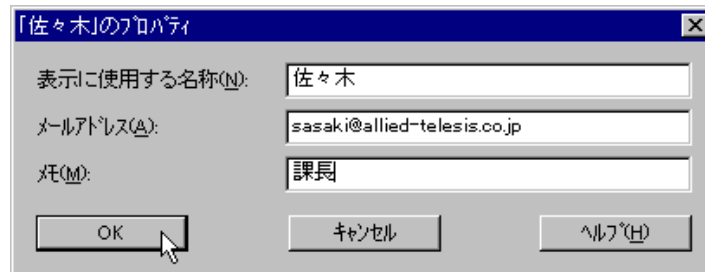 「佐々木」のﾌﾟﾛﾊﾟﾃｨ
表示に使用する名称(N): 佐々木
ﾒｰﾙｱﾄﾞﾚｽ(A): sasaki@allied-telesis.co.jp
ﾒﾓ(M): 課長
OK ｷｬﾝｾﾙ ﾍﾙﾌﾟ(H)